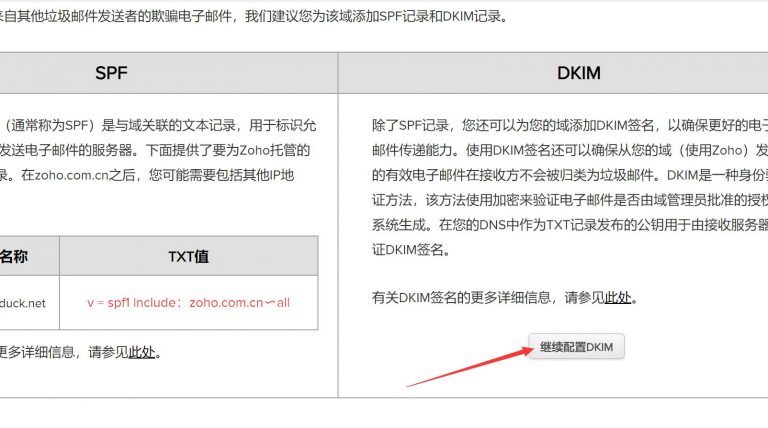 来自其他垃圾邮件发送者的欺骗电子邮件，我们建议您为该域添加SPF记录和DKIM记录。
SPF
（通常称为SPF）是与域关联的文本记录，用于标识允
发送电子邮件的服务器。下面提供了要为Zoho托管的
录。在zoho.com.cn之后，您可能需要包括其他IP地
名称
TXT值
duck.net
v = spf1 include：zoho.com.cn〜all
更多详细信息，请参见此处。
DKIM
除了SPF记录，您还可以为您的域添加DKIM签名，以确保更好的电子
邮件传递能力。使用DKIM签名还可以确保从您的域（使用Zoho）发
的有效电子邮件在接收方不会被归类为垃圾邮件。DKIM是一种身份验
证方法，该方法使用加密来验证电子邮件是否由域管理员批准的授权
系统生成。在您的DNS中作为TXT记录发布的公钥用于由接收服务器
证DKIM签名。
有关DKIM签名的更多详细信息，请参见此处。
继续配置DKIM